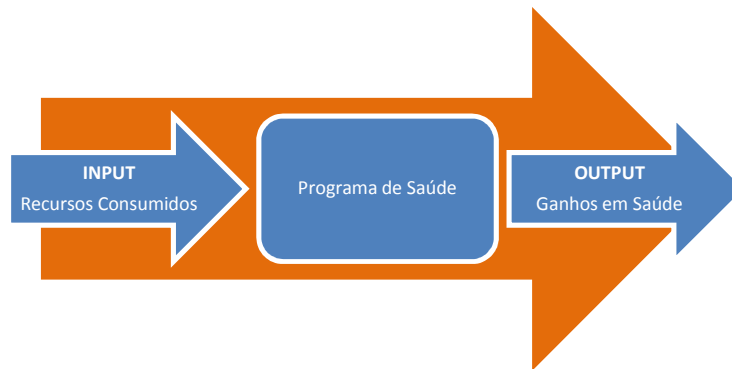 INPUT
Recursos Consumidos
Programa de Saúde
OUTPUT
Ganhos em Saúde